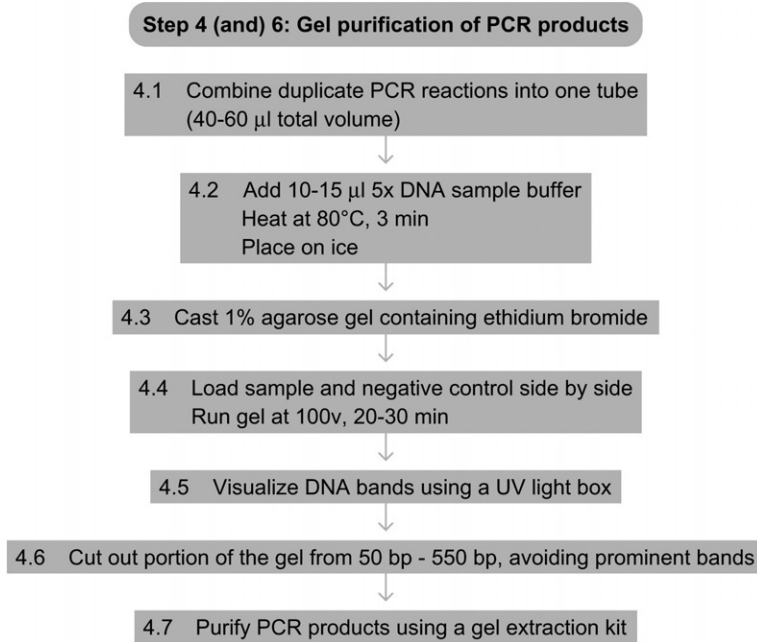 Step 4 (and) 6: Gel purification of PCR products
4.1 Combine duplicate PCR reactions into one tube
(40-60 μl total volume)
4.2 Add 10-15 μl 5x DNA sample buffer
Heat at 80°C, 3 min
Place on ice
4.3 Cast 1% agarose gel containing ethidium bromide
4.4 Load sample and negative control side by side
Run gel at 100v, 20-30 min
4.5 Visualize DNA bands using a UV light box
4.6 Cut out portion of the gel from 50 bp - 550 bp, avoiding prominent bands
4.7 Purify PCR products using a gel extraction kit